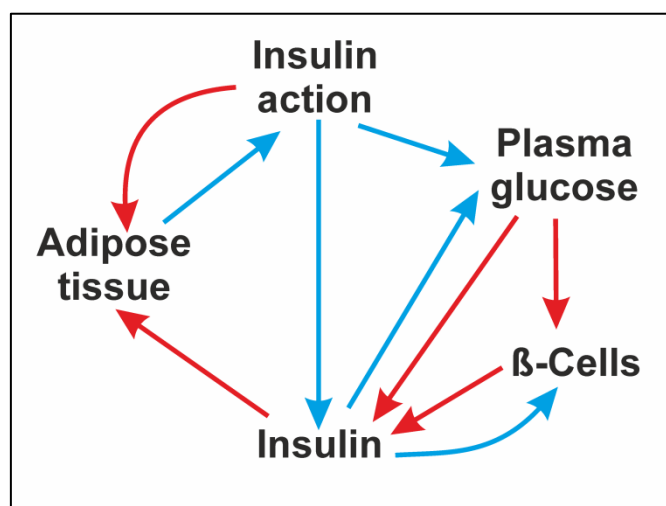 Insulin
action
Plasma
glucose
Adipose
tissue
ß-Cells
Insulin